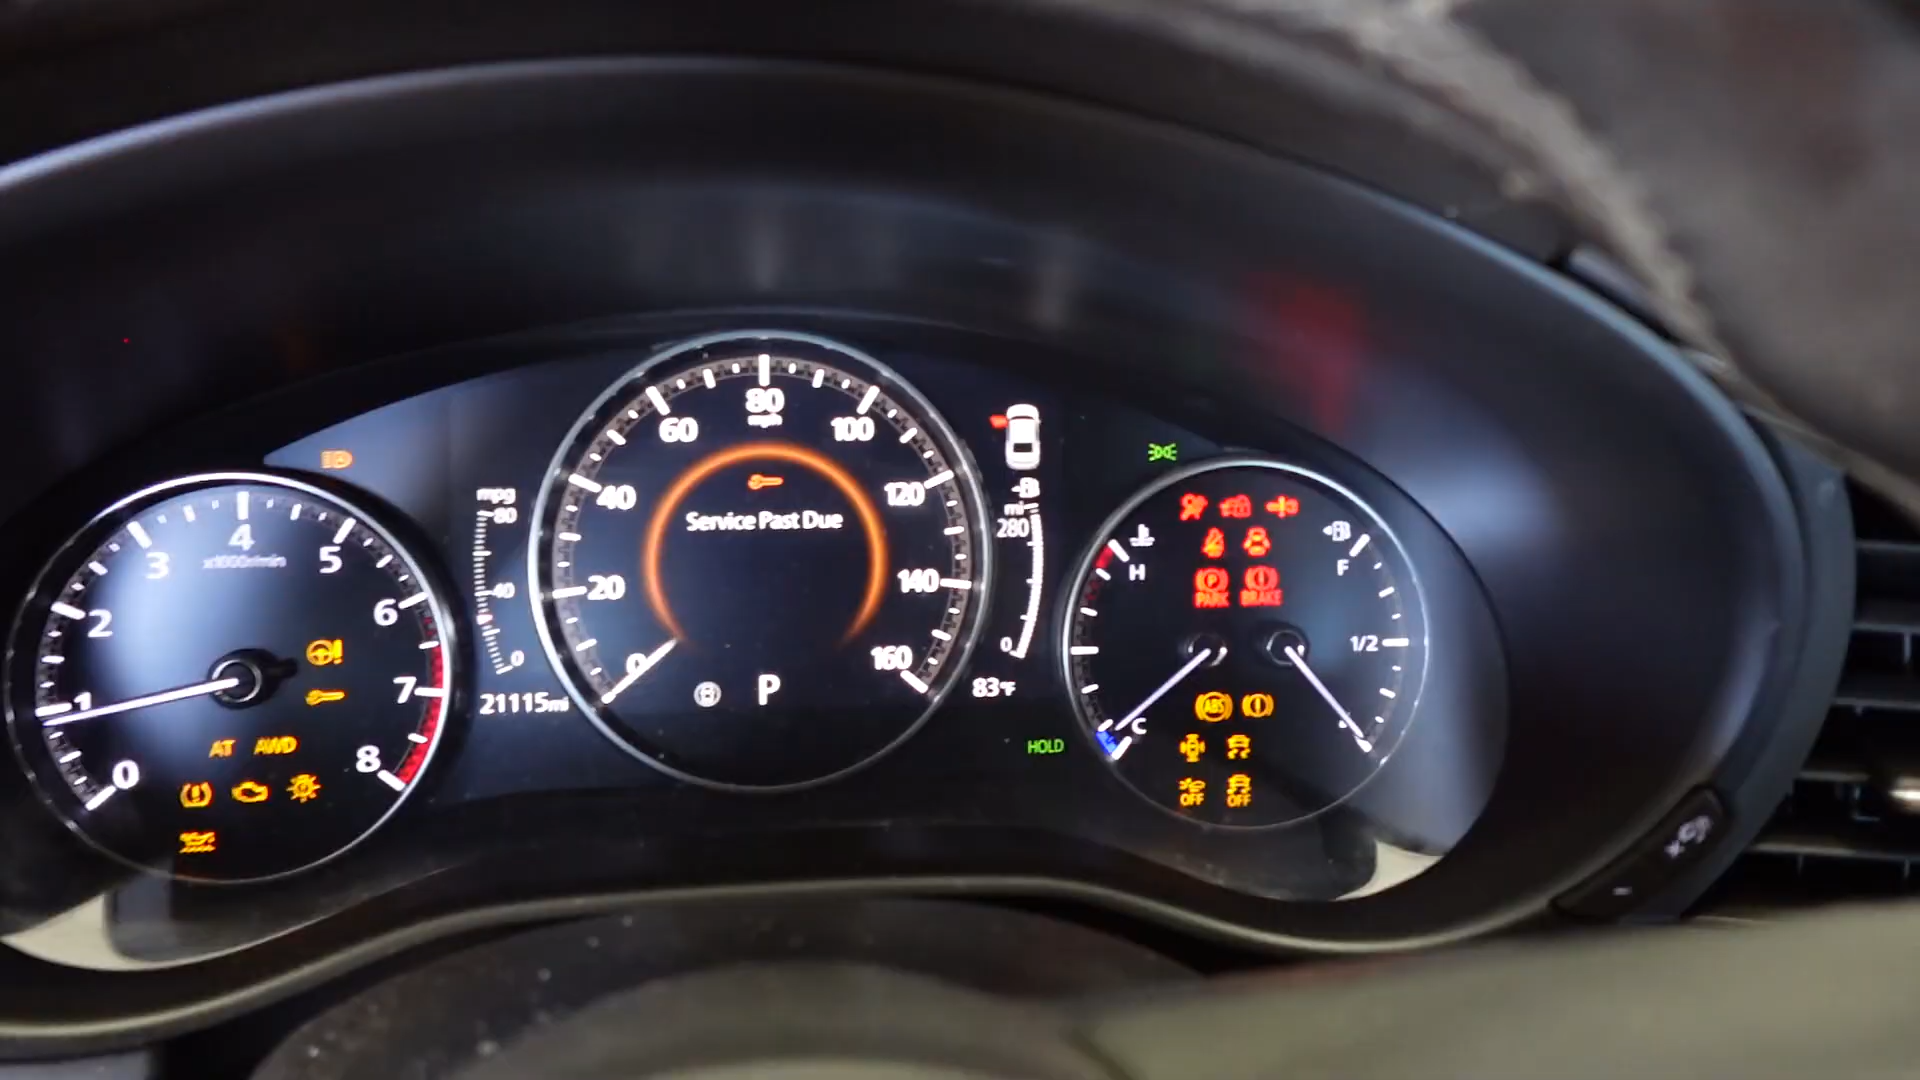 3
4
5
2
x1000r/min
6
1
7
0
8
AT AWD
mpg
80
40
0
21115mi
60
80
mph
100
40
120
20
140
0
160
Service Past Due
P
mi
280
0
83°F
HOLD
H
F
1/2
C
P
PARK
BRAKE
ABS
OFF
OFF